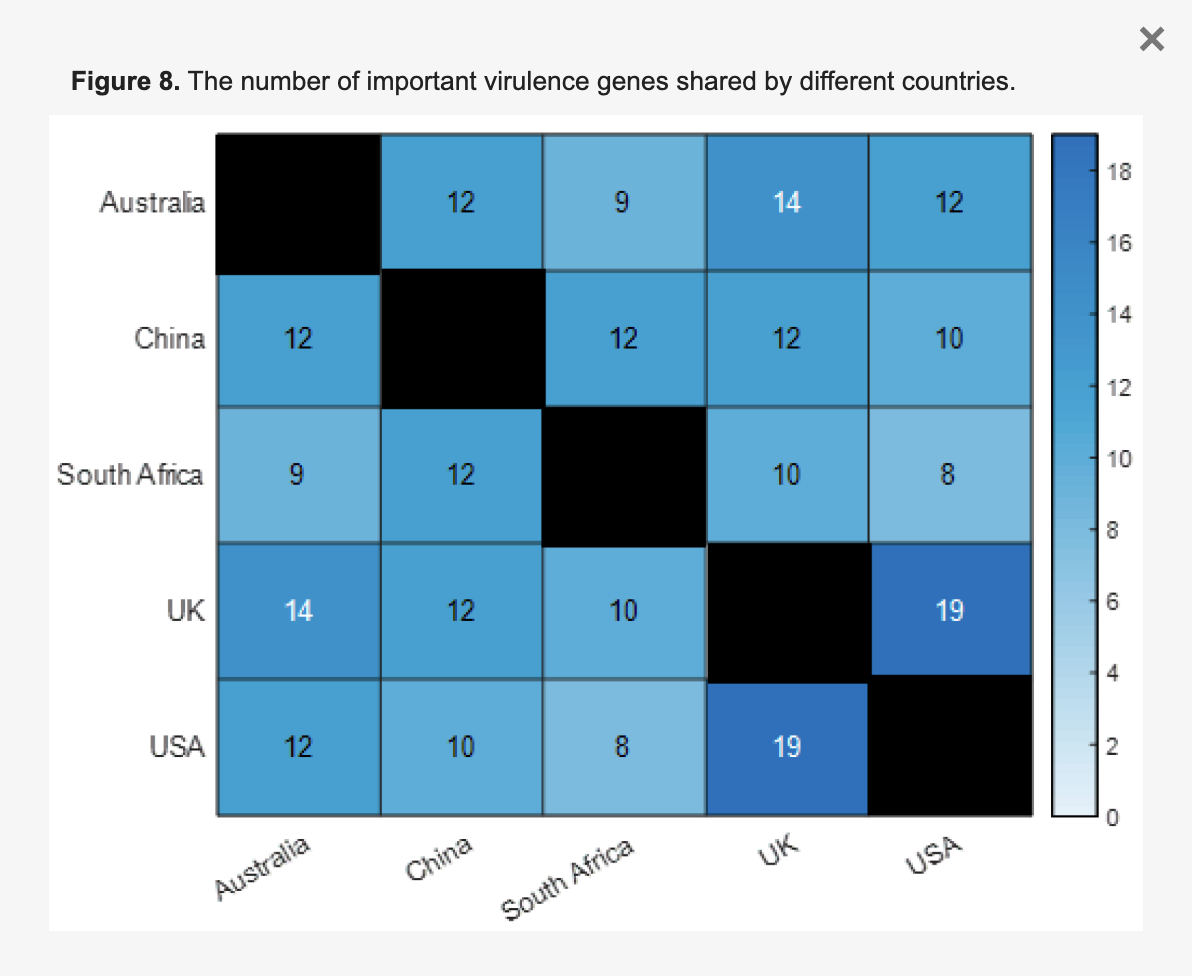 Figure 8. The number of important virulence genes shared by different countries.
Australia 12 9 14 12
China 12 12 12 10
South Africa 9 12 10 8
UK 14 12 10 19
USA 12 10 8 19
Australia China South Africa UK USA
18
16
14
12
10
8
6
4
2
0